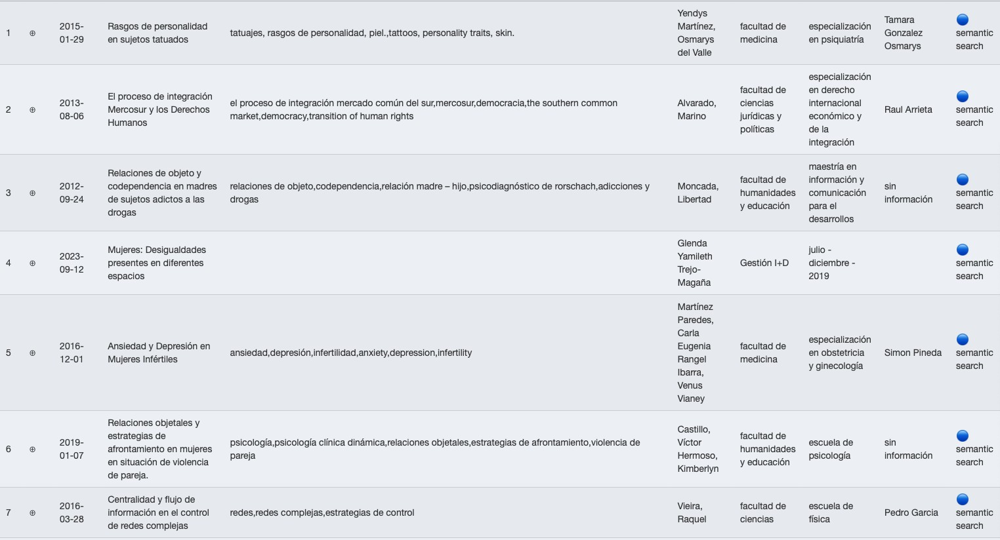 1
⊕
2015-
01-29
Rasgos de personalidad
en sujetos tatuados
tatuajes, rasgos de personalidad, piel.,tattoos, personality traits, skin.
Yendys
Martínez,
Osmarys
del Valle
facultad de
medicina
especialización
en psiquiatría
Tamara
Gonzalez
Osmarys
semantic
search
2
⊕
2013-
08-06
El proceso de integración
Mercosur y los Derechos
Humanos
el proceso de integración mercado común del sur,mercosur,democracia,the southern common
market,democracy,transition of human rights
Alvarado,
Marino
facultad de
ciencias
jurídicas y
políticas
especialización
en derecho
internacional
económico y
de la
integración
Raul Arrieta
semantic
search
3
⊕
2012-
09-24
Relaciones de objeto y
codependencia en madres
de sujetos adictos a las
drogas
relaciones de objeto,codependencia,relación madre – hijo,psicodiagnóstico de rorschach,adicciones y
drogas
Moncada,
Libertad
facultad de
humanidades
y educación
maestría en
información y
comunicación
para el
desarrollos
sin
información
semantic
search
4
⊕
2023-
09-12
Mujeres: Desigualdades
presentes en diferentes
espacios
Glenda
Yamileth
Trejo-
Magaña
Gestión I+D
julio -
diciembre -
2019
semantic
search
5
⊕
2016-
12-01
Ansiedad y Depresión en
Mujeres Infértiles
ansiedad,depresión,infertilidad,anxiety,depression,infertility
Martínez
Paredes,
Carla
Eugenia
Rangel
Ibarra,
Venus
Vianey
facultad de
medicina
especialización
en obstetricia
y ginecología
Simon Pineda
semantic
search
6
⊕
2019-
01-07
Relaciones objetales y
estrategias de
afrontamiento en mujeres
en situación de violencia
de pareja.
psicología,psicología clínica dinámica,relaciones objetales,estrategias de afrontamiento,violencia de
pareja
Castillo,
Víctor
Hermoso,
Kimberlyn
facultad de
humanidades
y educación
escuela de
psicología
sin
información
semantic
search
7
⊕
2016-
03-28
Centralidad y flujo de
información en el control
de redes complejas
redes,redes complejas,estrategias de control
Vieira,
Raquel
facultad de
ciencias
escuela de
física
Pedro Garcia
semantic
search